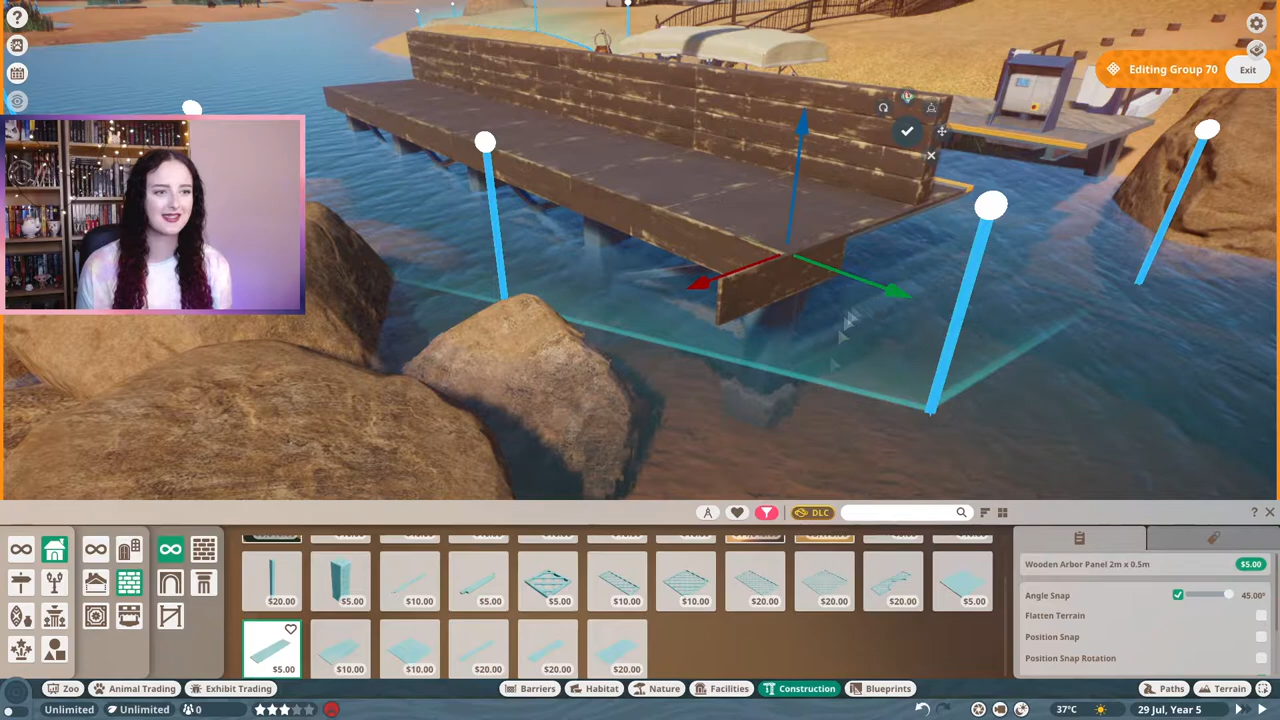 ?
Editing Group 70
Exit
DLC
? ×
$20.00
$5.00
$10.00
$5.00
$5.00
$10.00
$10.00
$20.00
$20.00
$20.00
$5.00
$5.00
$10.00
$10.00
$20.00
$20.00
$20.00
Wooden Arbor Panel 2m x 0.5m
$5.00
Angle Snap
45.00°
Flatten Terrain
Position Snap
Position Snap Rotation
Zoo
Animal Trading
Exhibit Trading
Barriers
Habitat
Nature
Facilities
Construction
Blueprints
Paths
Terrain
Unlimited
Unlimited
0
37°C
29 Jul, Year 5